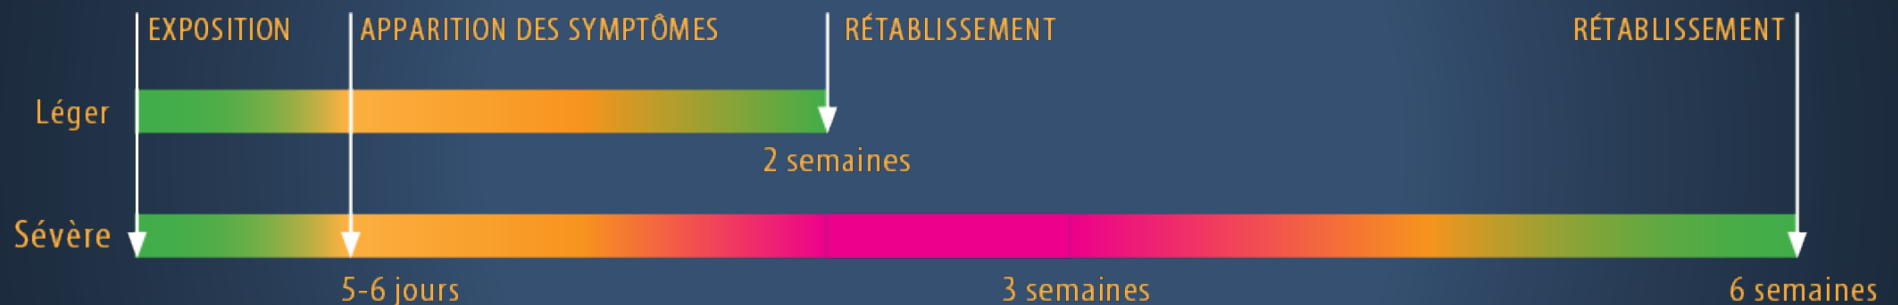 EXPOSITION APPARITION DES SYMPTÔMES RÉTABLISSEMENT RÉTABLISSEMENT
Léger
2 semaines
Sévère
5-6 jours 3 semaines 6 semaines